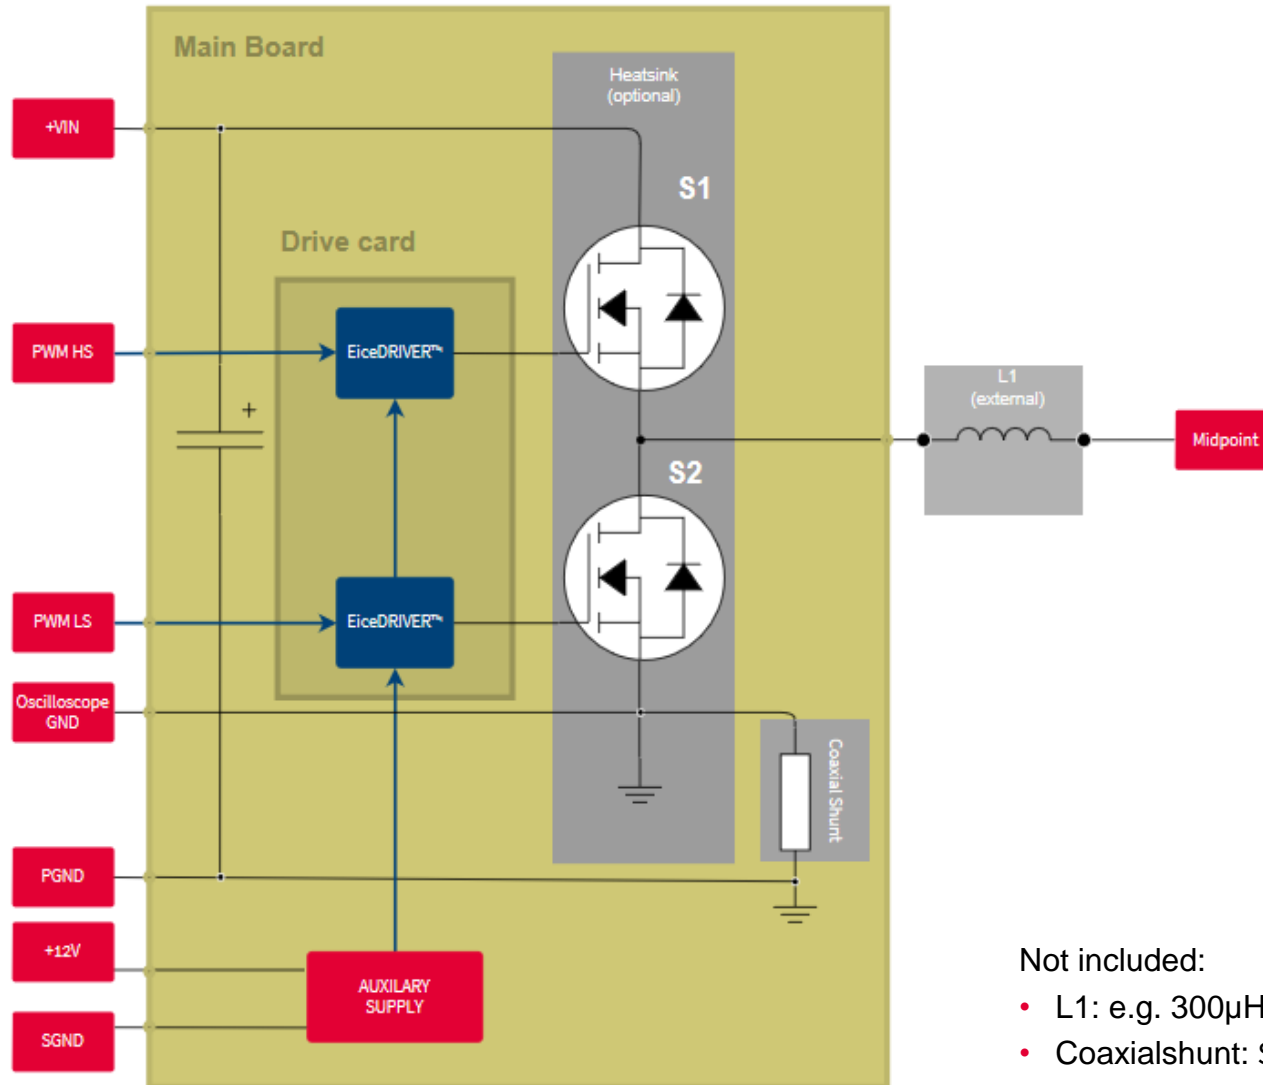 Main Board
Heatsink
(optional)
+VIN
S1
Drive card
PWM HS
EiceDRIVER™
L1
(external)
+
Midpoint
S2
PWM LS
EiceDRIVER™
Oscilloscope
GND
Coaxial Shunt
PGND
+12V
AUXILARY
SUPPLY
SGND
Not included:
• L1: e.g. 300µH
• Coaxialshunt: